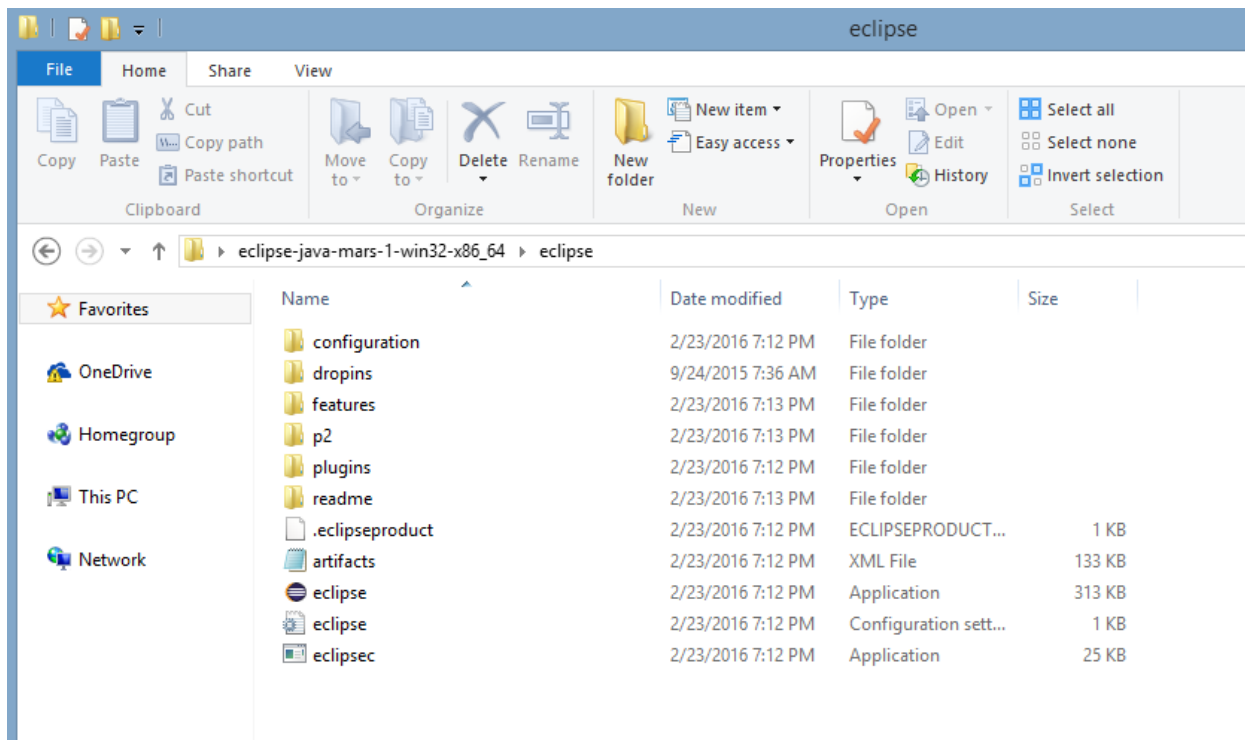 eclipse
File Home Share View
Copy Paste Cut Copy path Paste shortcut
Move to Copy to Delete Rename
New folder New item Easy access
Properties Open Edit History
Select all Select none Invert selection
Clipboard Organize New Open Select
eclipse-java-mars-1-win32-x86_64 eclipse
Favorites
OneDrive
Homegroup
This PC
Network
Name Date modified Type Size
configuration 2/23/2016 7:12 PM File folder
dropins 9/24/2015 7:36 AM File folder
features 2/23/2016 7:13 PM File folder
p2 2/23/2016 7:13 PM File folder
plugins 2/23/2016 7:12 PM File folder
readme 2/23/2016 7:13 PM File folder
.eclipseproduct 2/23/2016 7:12 PM ECLIPSEPRODUCT... 1 KB
artifacts 2/23/2016 7:12 PM XML File 133 KB
eclipse 2/23/2016 7:12 PM Application 313 KB
eclipse 2/23/2016 7:12 PM Configuration sett... 1 KB
eclipsec 2/23/2016 7:12 PM Application 25 KB